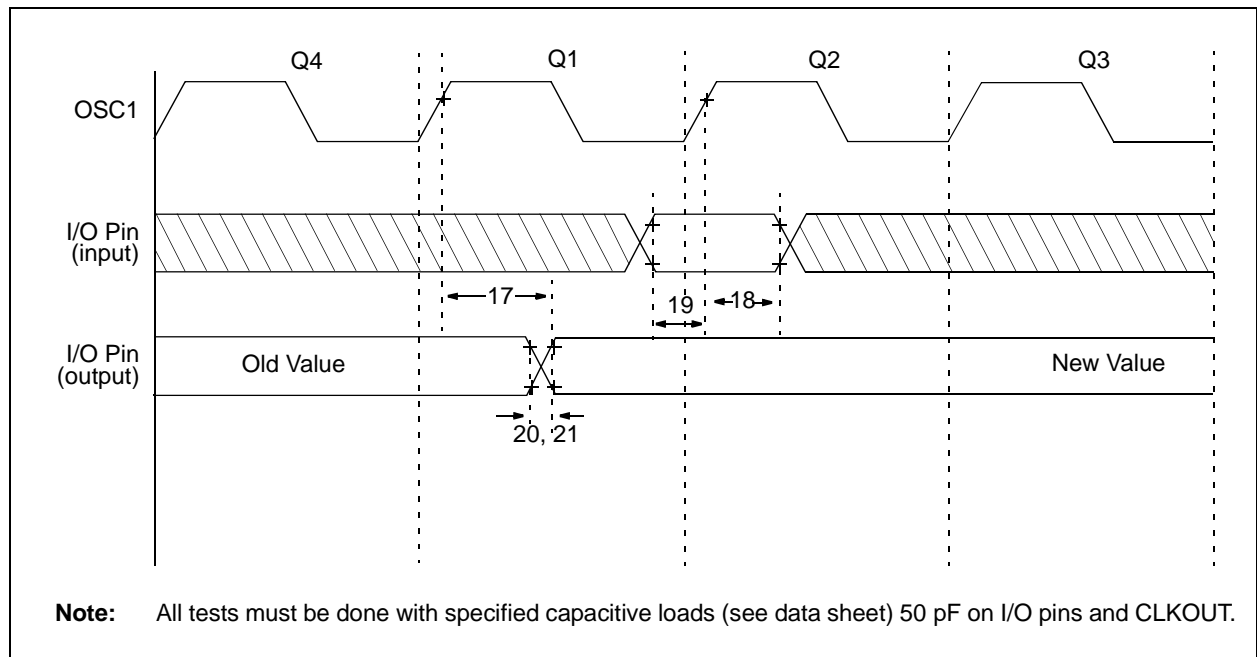 Q4 Q1 Q2 Q3
OSC1
I/O Pin
(input)
17 19 18
I/O Pin
(output)
Old Value New Value
20, 21
Note: All tests must be done with specified capacitive loads (see data sheet) 50 pF on I/O pins and CLKOUT.